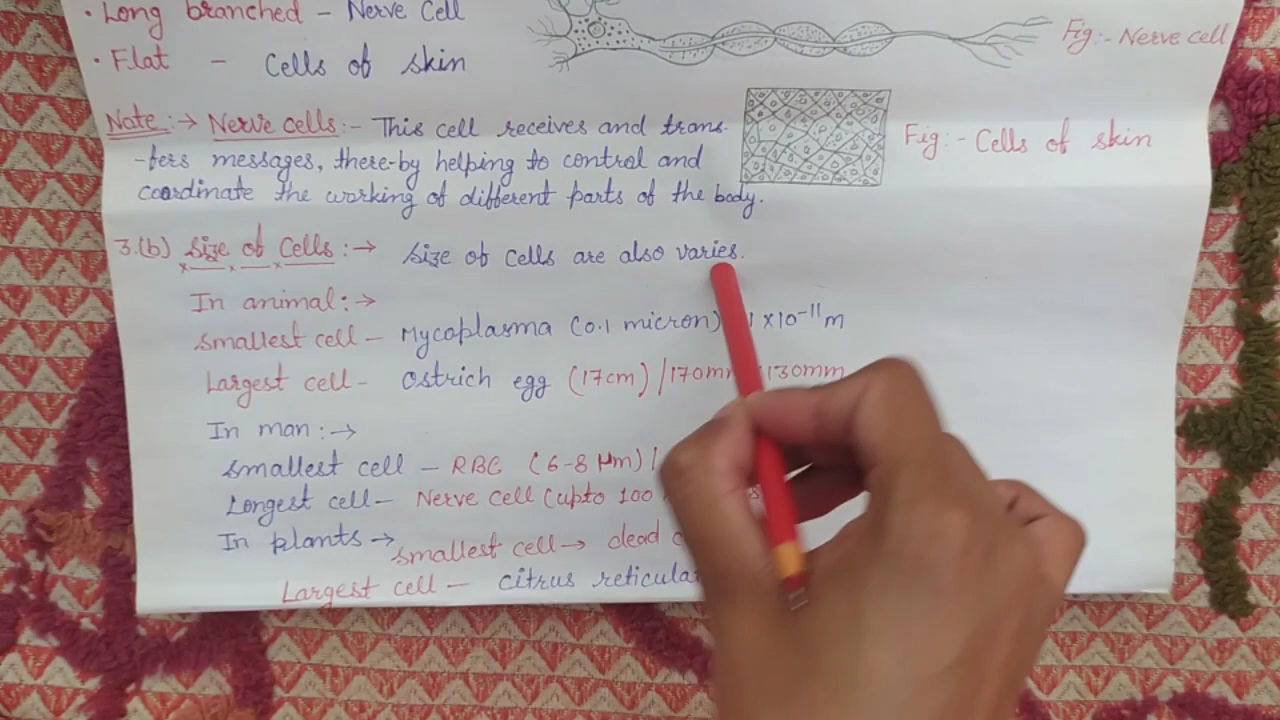 • Long branched - Nerve Cell
• Flat - Cells of skin
Fig:- Nerve cell
Note:→ Nerve cells:- This cell receives and trans-
-fers messages, there-by helping to control and
coordinate the working of different parts of the body.
Fig:- Cells of skin
3.(b) Size of Cells:→ Size of Cells are also varies.
In animal:→
Smallest cell - Mycoplasma (0.1 micron) 1 x10⁻¹¹m
Largest cell - Ostrich egg (17cm) /170mm 130mm
In man:→
Smallest cell - RBC (6-8 μm) /
Longest cell - Nerve cell (upto 100
In plants → Smallest cell → dead
Largest cell - citrus